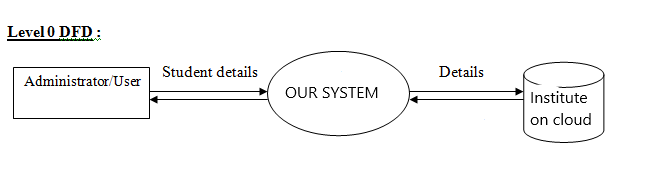 Level 0 DFD :
Student details
Details
Administrator/User
OUR SYSTEM
Institute
on cloud